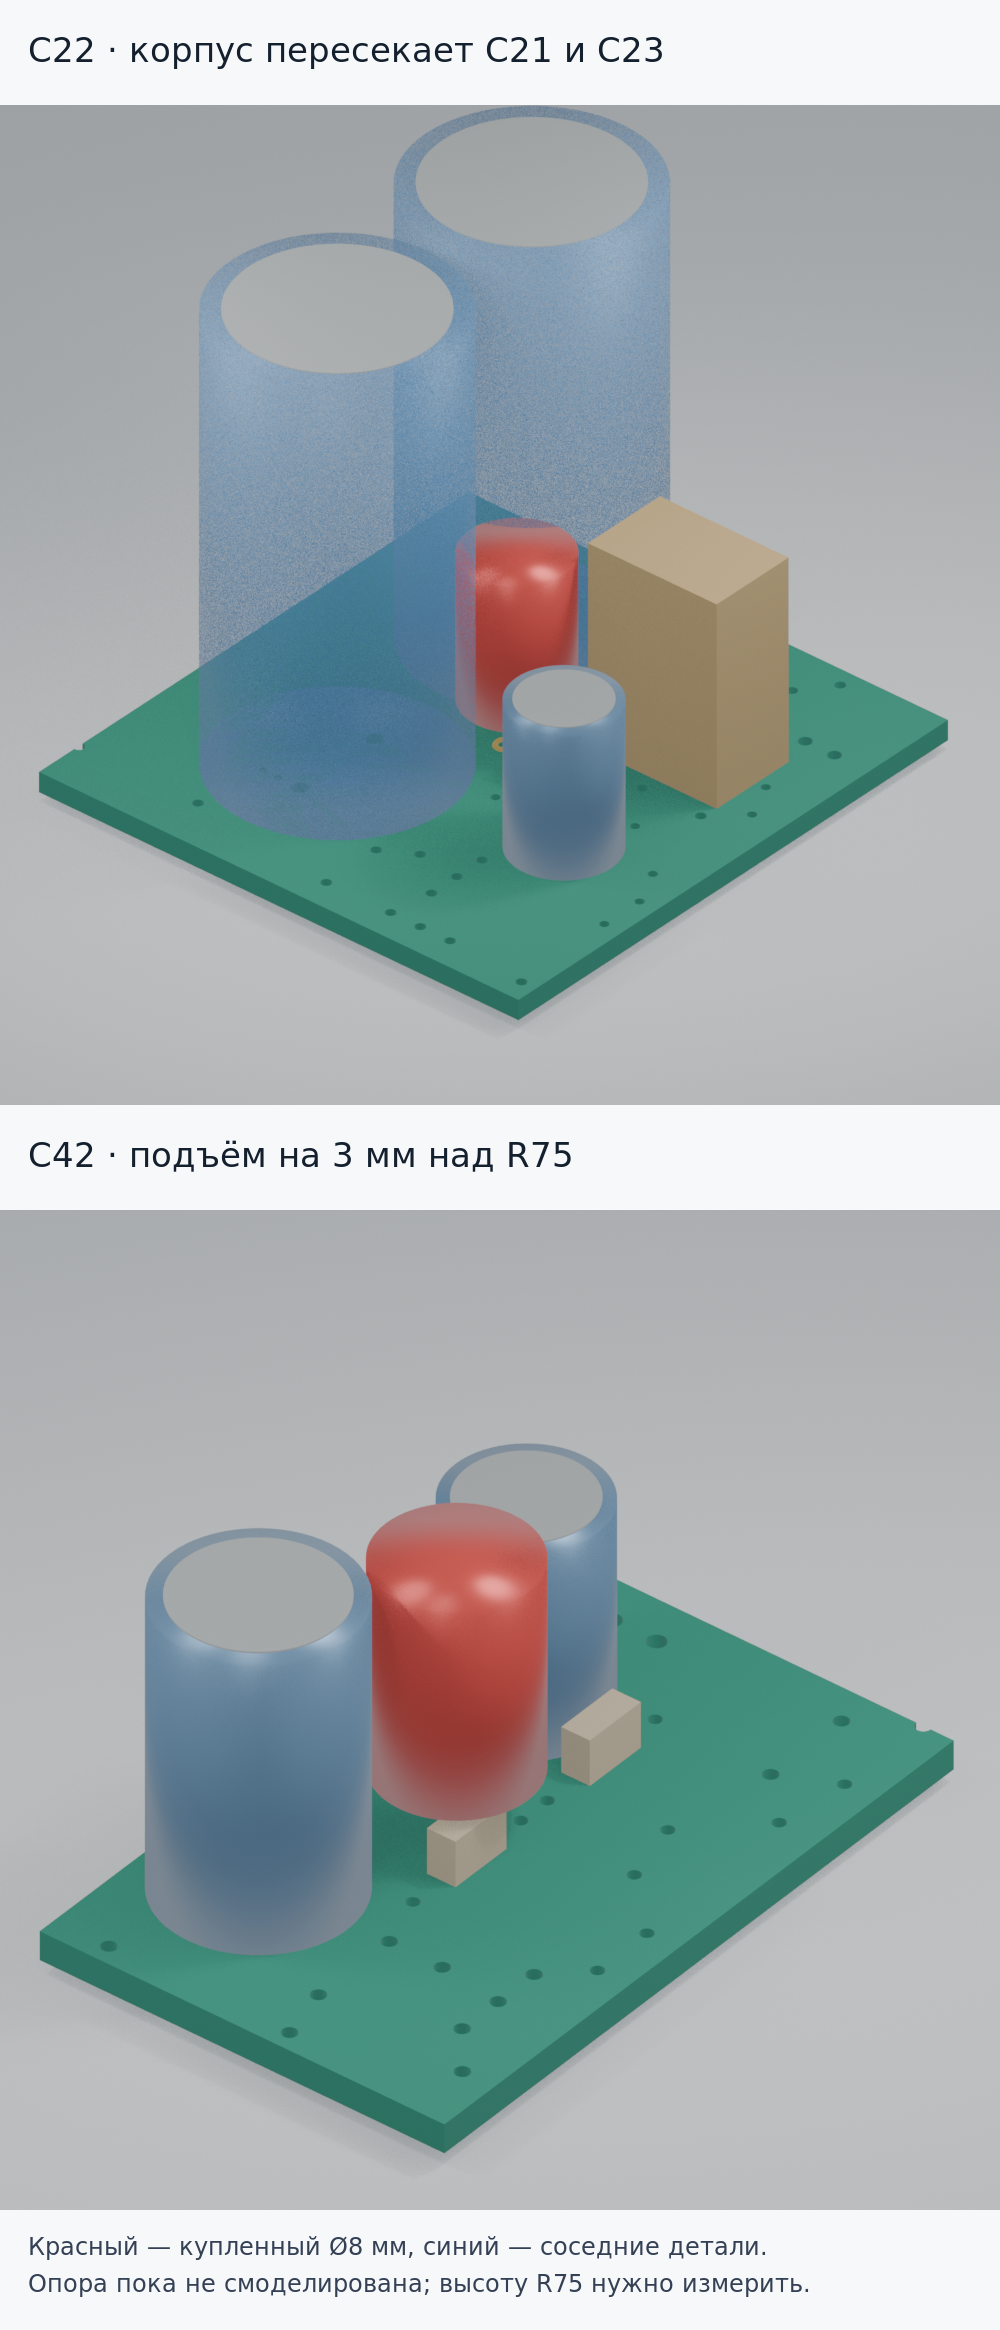 C22 · корпус пересекает C21 и C23
C42 · подъём на 3 мм над R75
Красный — купленный Ø8 мм, синий — соседние детали.
Опора пока не смоделирована; высоту R75 нужно измерить.